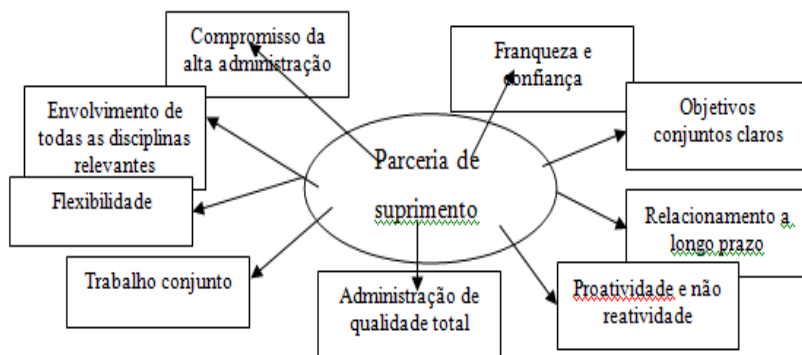 Compromisso da
alta administração
Franqueza e
confiança
Envolvimento de
todas as disciplinas
relevantes
Objetivos
conjuntos claros
Parceria de
suprimento
Flexibilidade
Relacionamento a
longo prazo
Trabalho conjunto
Administração de
qualidade total
Proatividade e não
reatividade